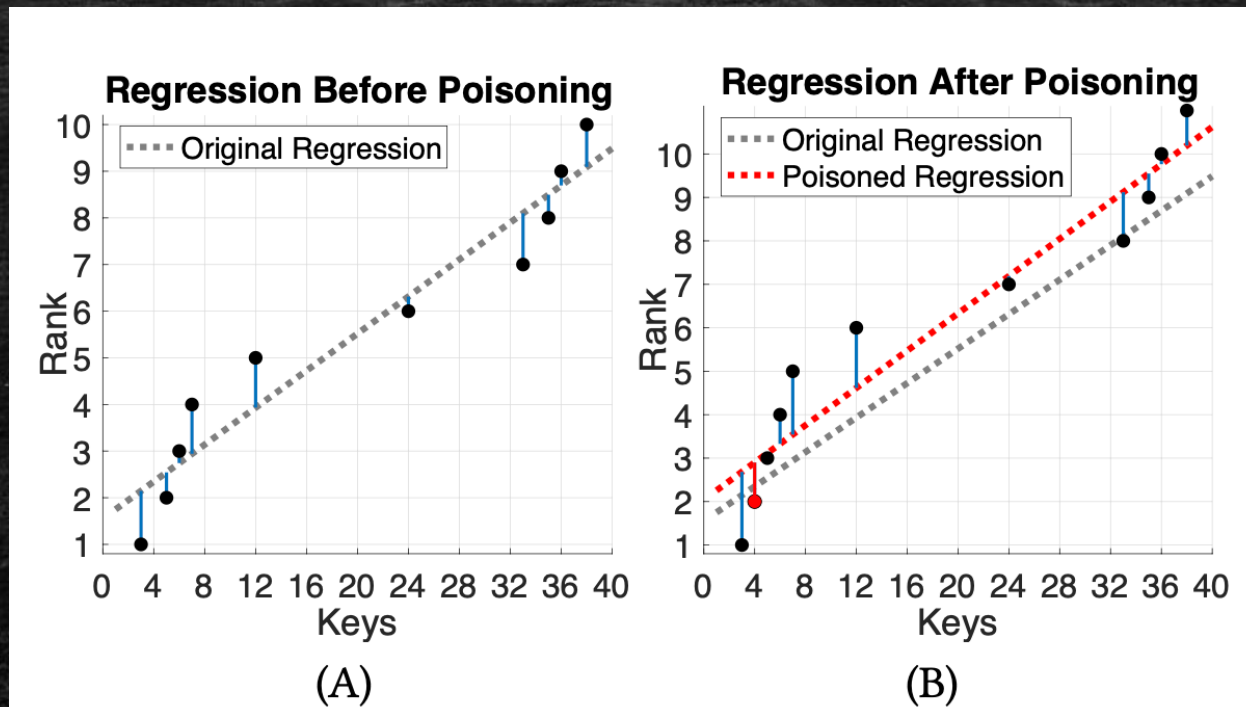 Regression Before Poisoning
Original Regression
10
9
8
7
6
5
4
3
2
1
Rank
0 4 8 12 16 20 24 28 32 36 40
Keys
(A)
Regression After Poisoning
Original Regression
Poisoned Regression
10
9
8
7
6
5
4
3
2
1
Rank
0 4 8 12 16 20 24 28 32 36 40
Keys
(B)